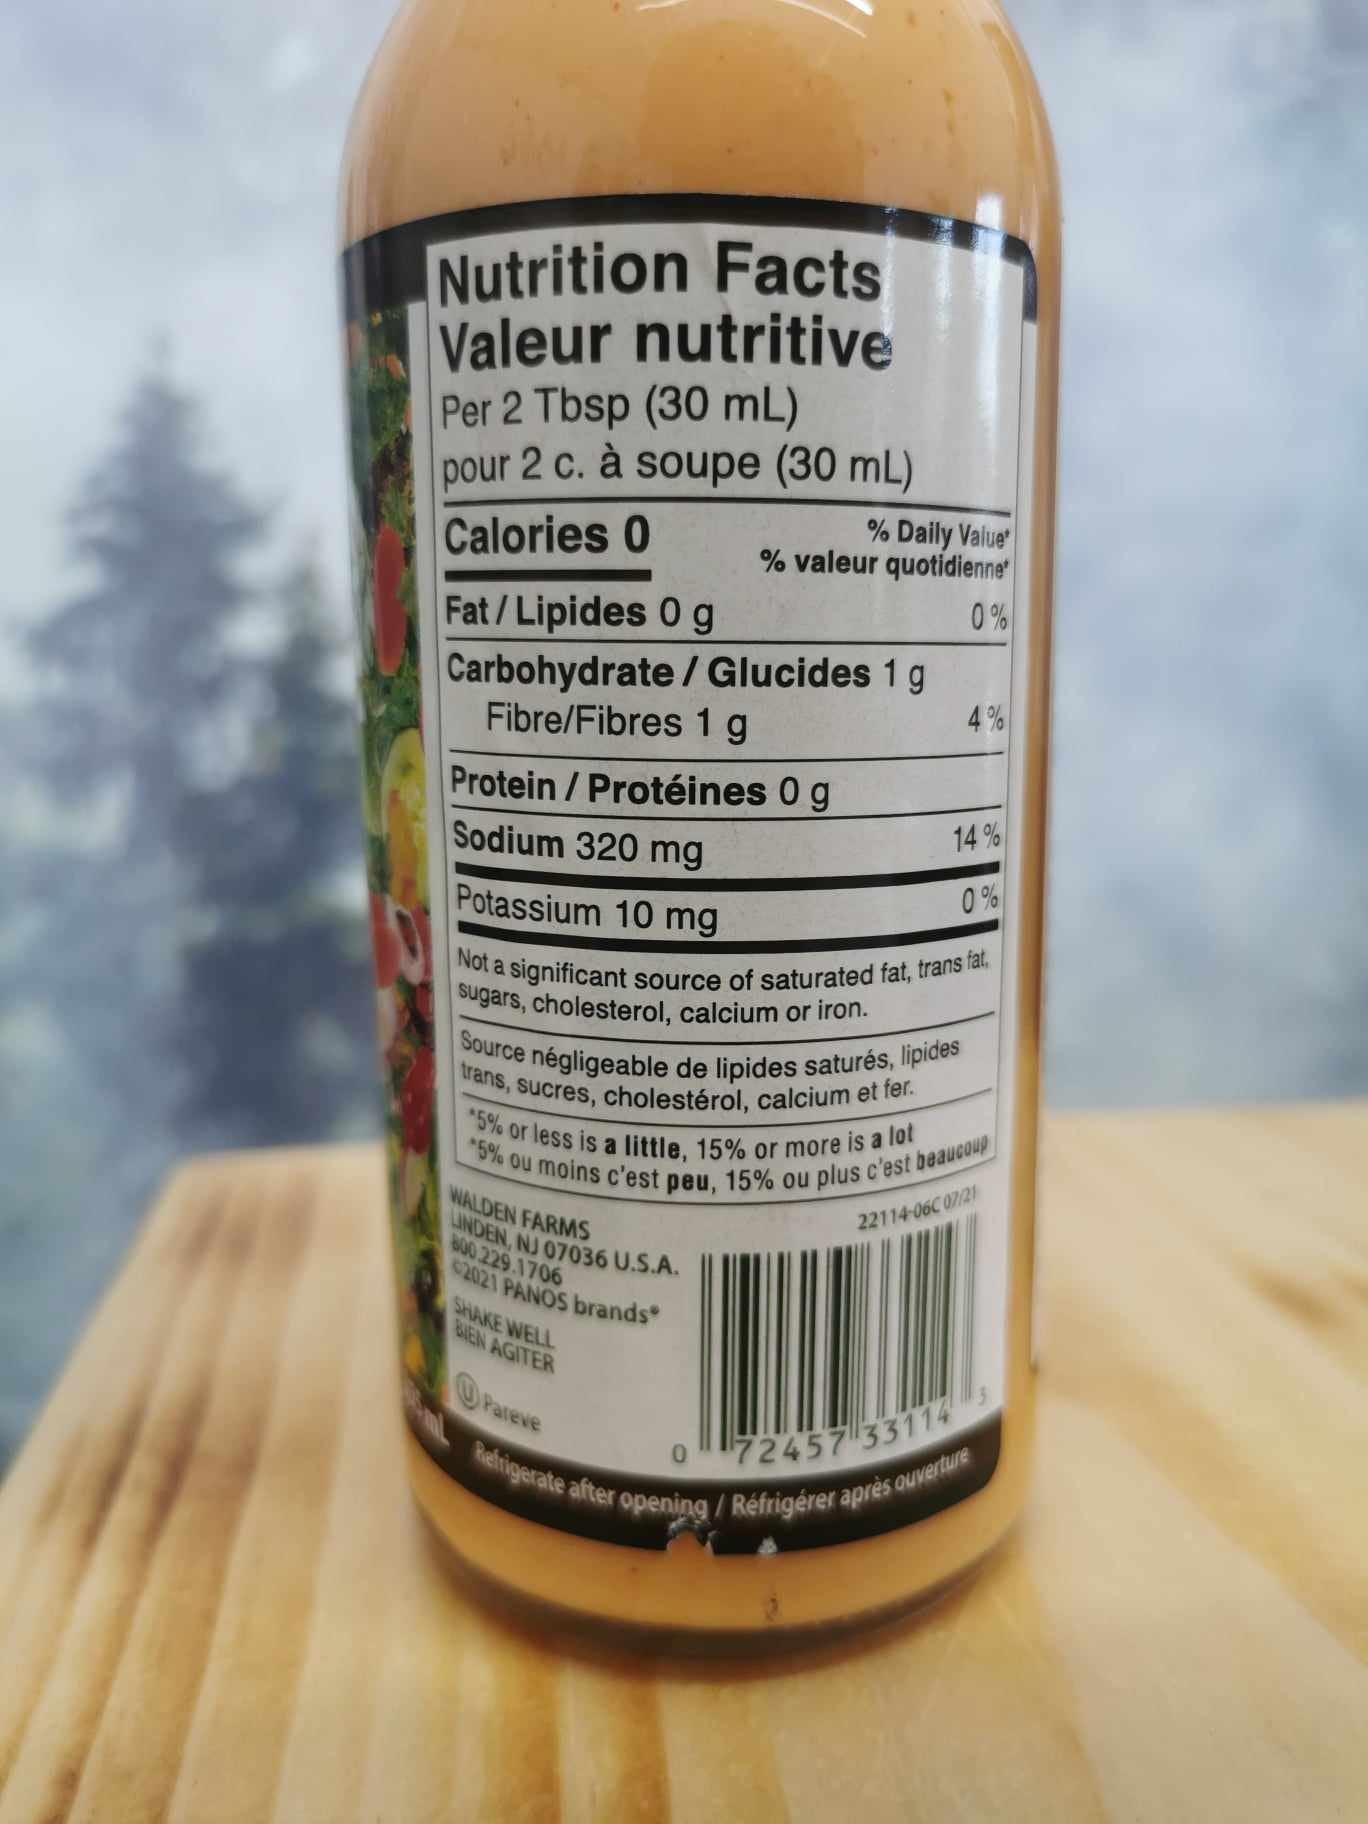 Nutrition Facts
Valeur nutritive
Per 2 Tbsp (30 mL)
pour 2 c. à soupe (30 mL)
Calories 0
% Daily Value*
% valeur quotidienne*
Fat / Lipides 0 g 0 %
Carbohydrate / Glucides 1 g
Fibre/Fibres 1 g 4 %
Protein / Protéines 0 g
Sodium 320 mg 14 %
Potassium 10 mg 0 %
Not a significant source of saturated fat, trans fat,
sugars, cholesterol, calcium or iron.
Source négligeable de lipides saturés, lipides
trans, sucres, cholestérol, calcium et fer.
*5% or less is a little, 15% or more is a lot
*5% ou moins c'est peu, 15% ou plus c'est beaucoup
WALDEN FARMS
LINDEN, NJ 07036 U.S.A.
800.229.1706
©2021 PANOS brands®
SHAKE WELL
BIEN AGITER
U Pareve
22114-06C 07/21
0 72457 33114 3
mL
Refrigerate after opening / Réfrigérer après ouverture